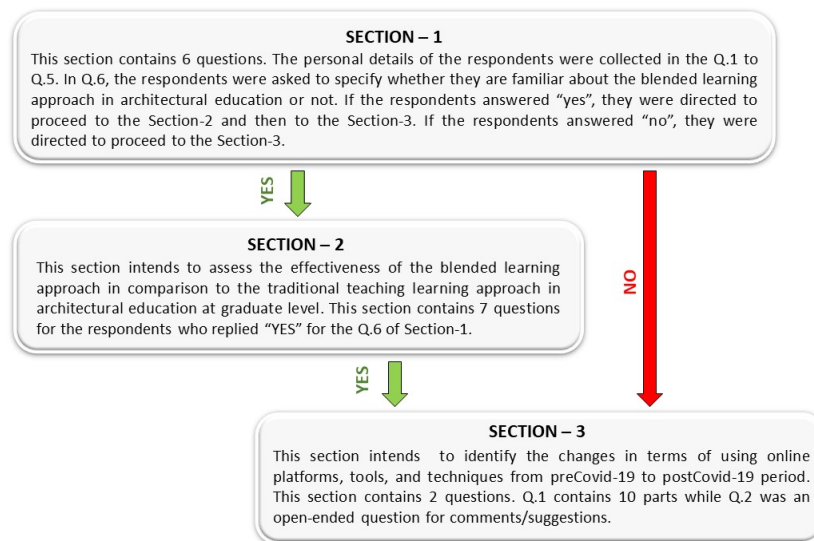 SECTION – 1
This section contains 6 questions. The personal details of the respondents were collected in the Q.1 to
Q.5. In Q.6, the respondents were asked to specify whether they are familiar about the blended learning
approach in architectural education or not. If the respondents answered “yes”, they were directed to
proceed to the Section-2 and then to the Section-3. If the respondents answered “no”, they were
directed to proceed to the Section-3.
YES
SECTION – 2
This section intends to assess the effectiveness of the blended learning
approach in comparison to the traditional teaching learning approach in
architectural education at graduate level. This section contains 7 questions
for the respondents who replied “YES” for the Q.6 of Section-1.
NO
YES
SECTION – 3
This section intends to identify the changes in terms of using online
platforms, tools, and techniques from preCovid-19 to postCovid-19 period.
This section contains 2 questions. Q.1 contains 10 parts while Q.2 was an
open-ended question for comments/suggestions.